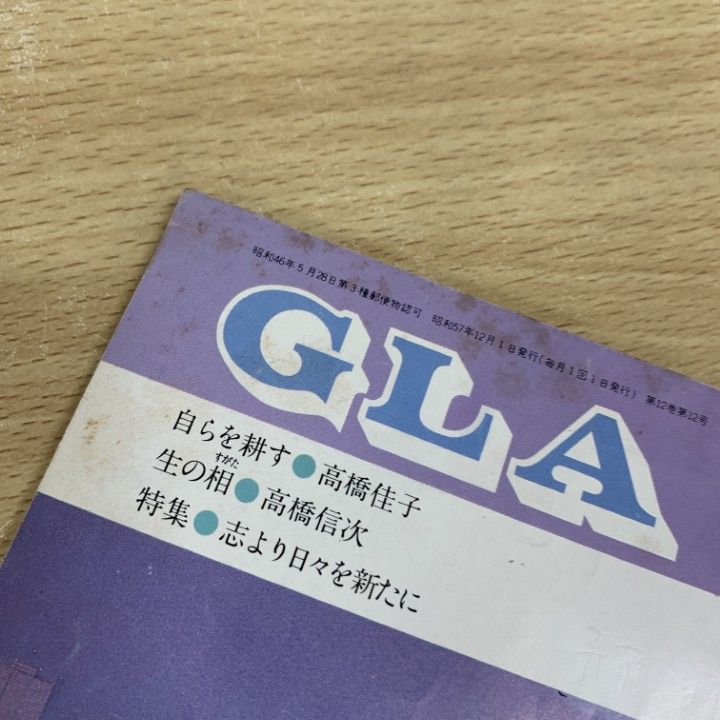 昭和46年5月28日第3種郵便物認可 昭和57年12月1日発行(毎月1回1日発行) 第12巻第12号
GLA
自らを耕す●高橋佳子
すがた
生の相●高橋信次
特集●志より日々を新たに